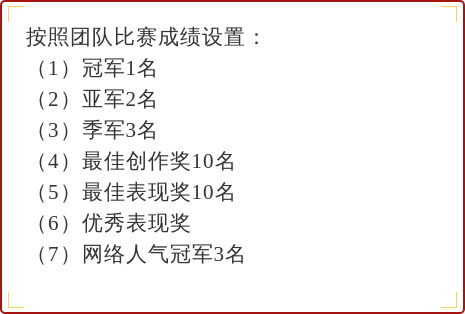 按照团队比赛成绩设置：
（1）冠军1名
（2）亚军2名
（3）季军3名
（4）最佳创作奖10名
（5）最佳表现奖10名
（6）优秀表现奖
（7）网络人气冠军3名